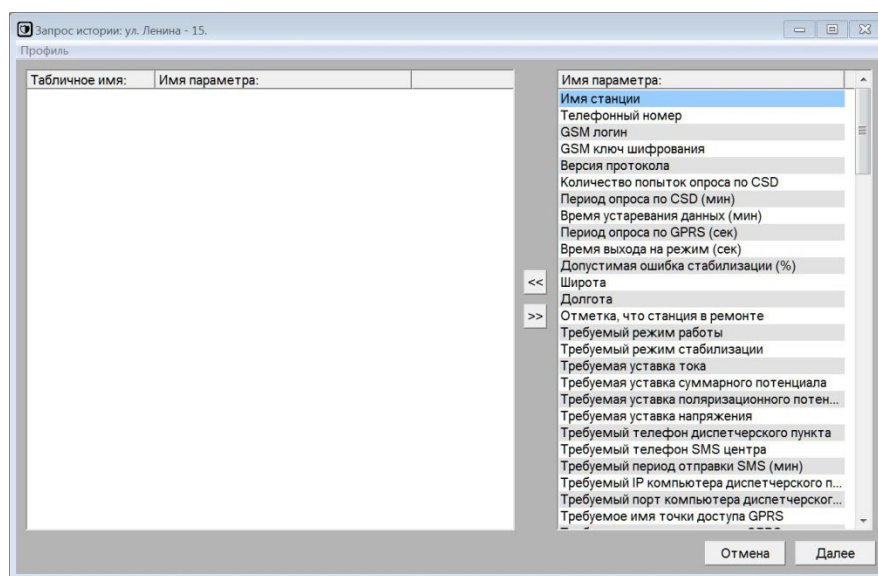 Запрос истории: ул. Ленина - 15.
Профиль
Табличное имя: Имя параметра:
Имя параметра:
Имя станции
Телефонный номер
GSM логин
GSM ключ шифрования
Версия протокола
Количество попыток опроса по CSD
Период опроса по CSD (мин)
Время устаревания данных (мин)
Период опроса по GPRS (сек)
Время выхода на режим (сек)
Допустимая ошибка стабилизации (%)
<<
Широта
Долгота
>>
Отметка, что станция в ремонте
Требуемый режим работы
Требуемый режим стабилизации
Требуемая уставка тока
Требуемая уставка суммарного потенциала
Требуемая уставка поляризационного потен...
Требуемая уставка напряжения
Требуемый телефон диспетчерского пункта
Требуемый телефон SMS центра
Требуемый период отправки SMS (мин)
Требуемый IP компьютера диспетчерского п...
Требуемый порт компьютера диспетчерског...
Требуемое имя точки доступа GPRS
Отмена Далее